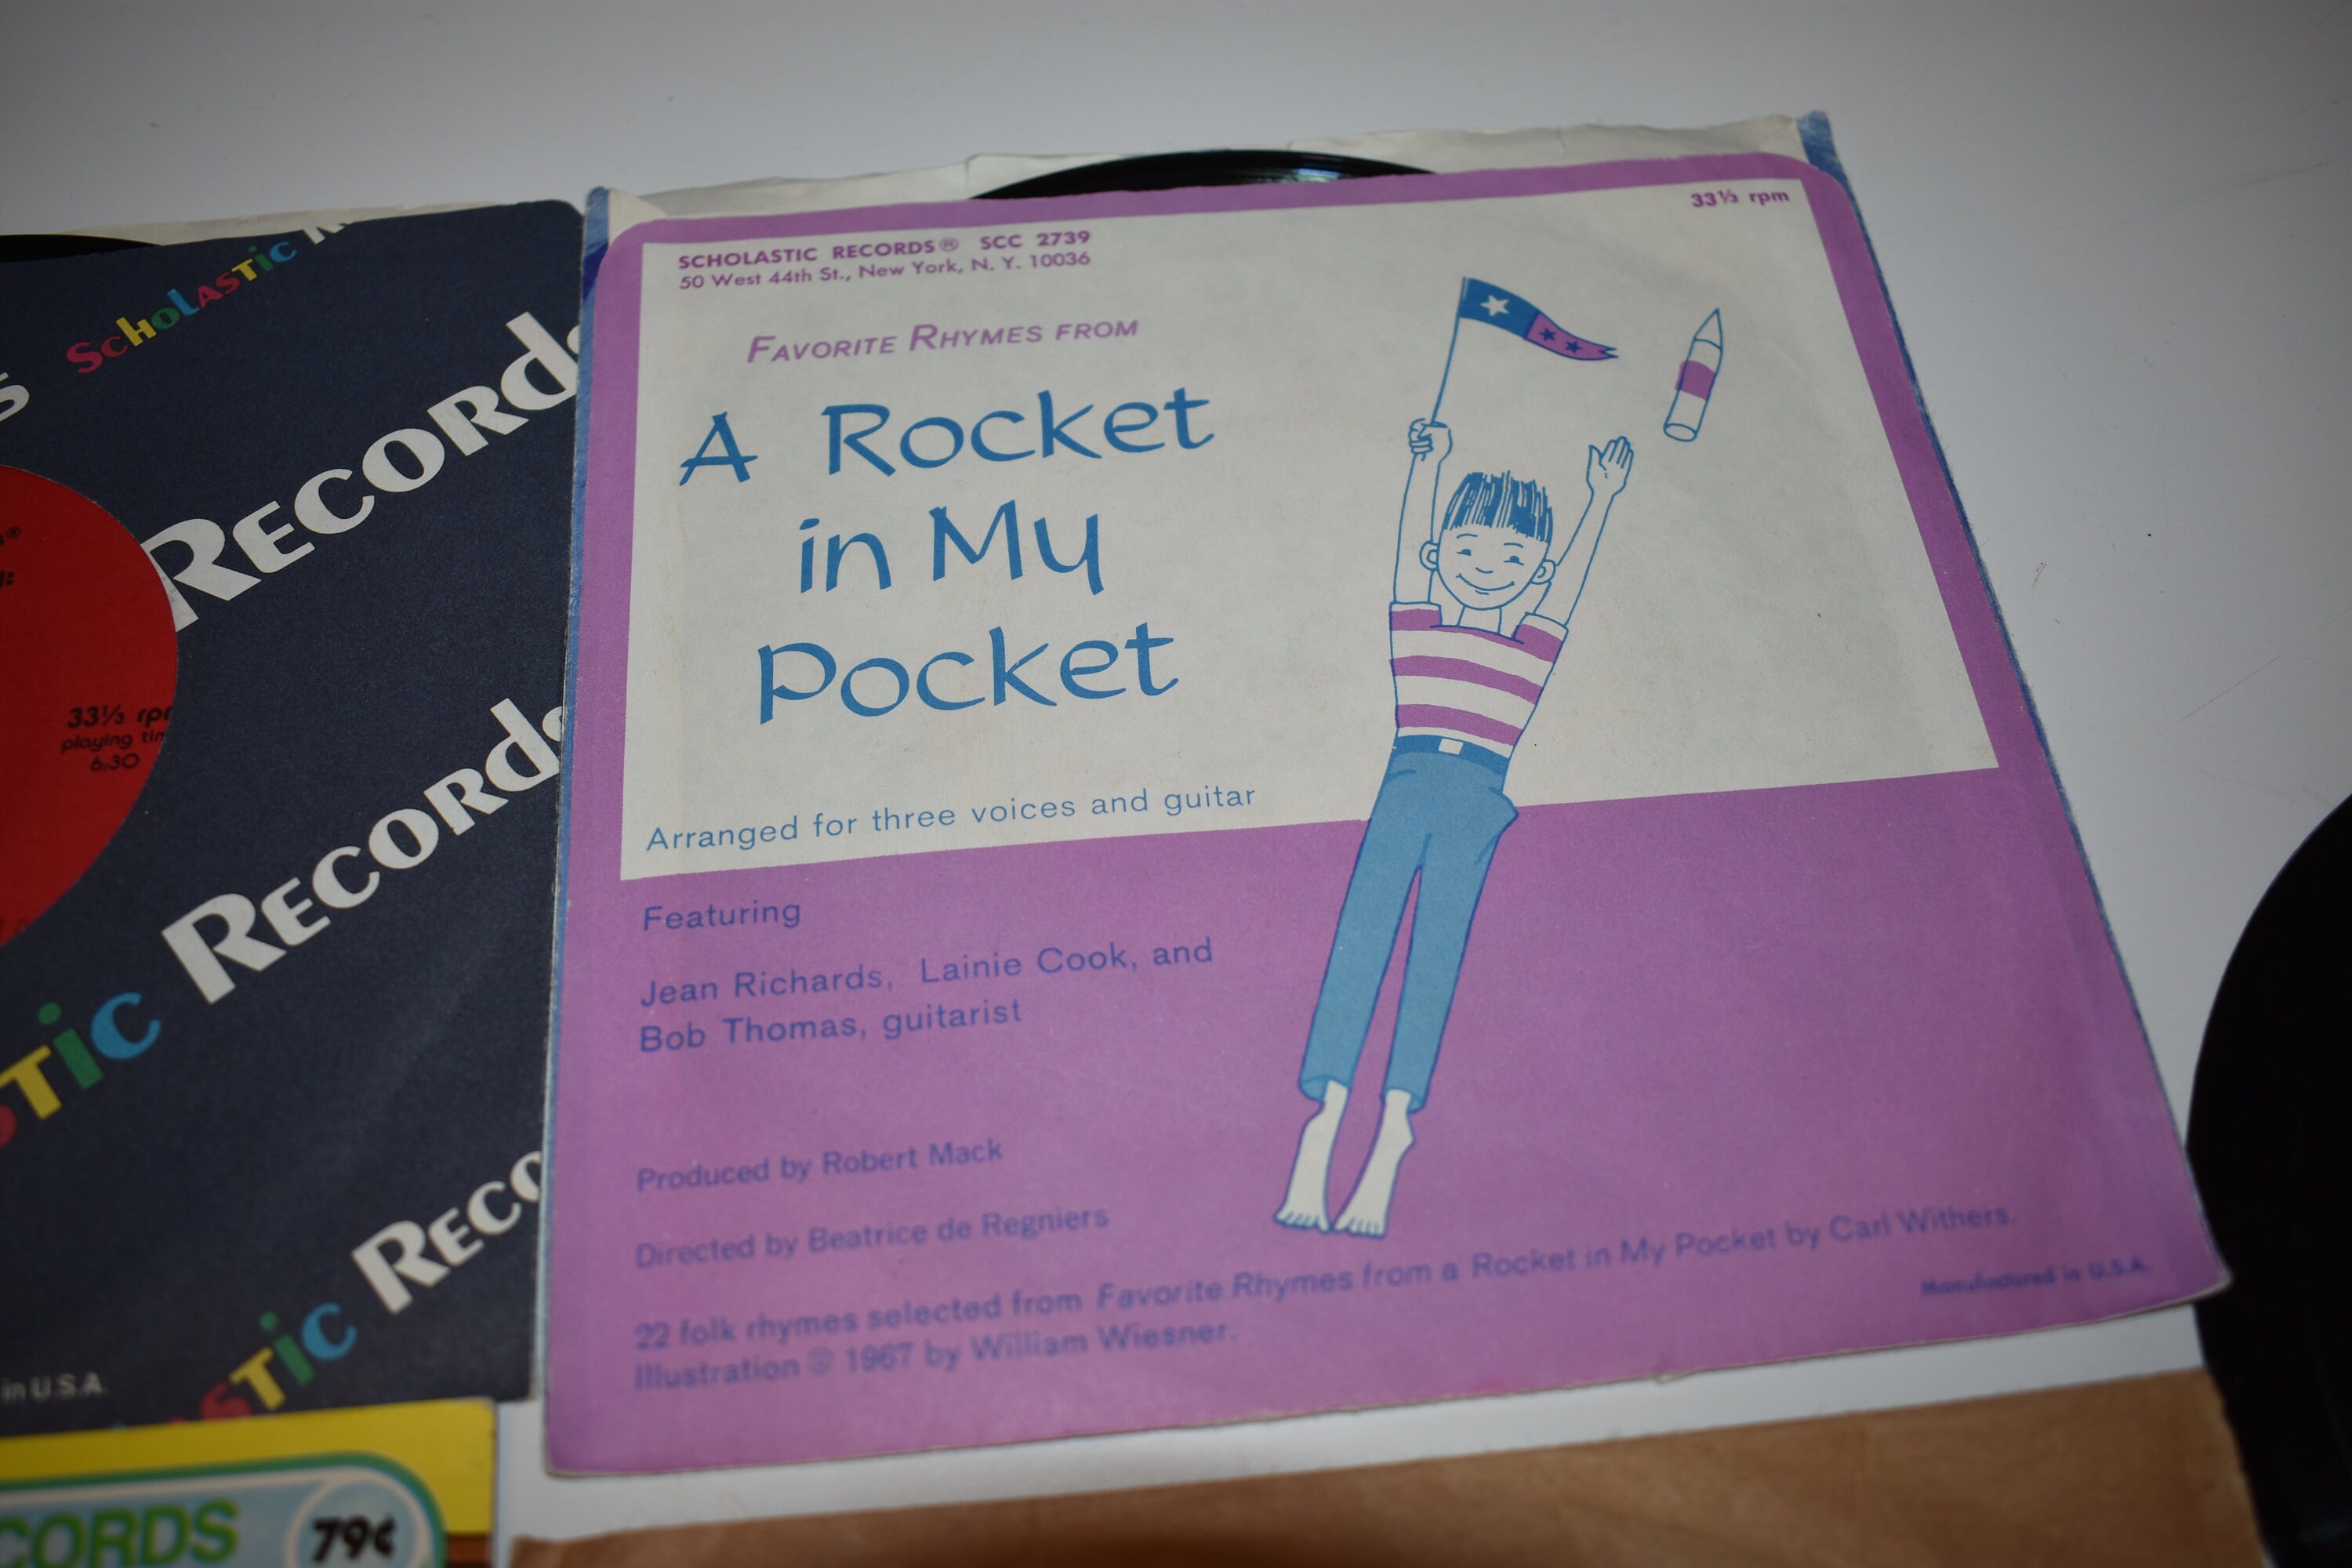 SCHOLASTIC RECORDS® SCC 2739
50 West 44th St., New York, N. Y. 10036
33⅓ rpm
FAVORITE RHYMES FROM
A Rocket
in My
Pocket
Arranged for three voices and guitar
Featuring
Jean Richards, Lainie Cook, and
Bob Thomas, guitarist
Produced by Robert Mack
Directed by Beatrice de Regniers
22 folk rhymes selected from Favorite Rhymes from a Rocket in My Pocket by Carl Withers.
Illustration © 1967 by William Wiesner.
Manufactured in U.S.A.
ScholASTic
RECORds
33⅓ rpm
playing time
6:30
RECORds
TiC
RECO
STiC
in U.S.A.
CORDS
79¢